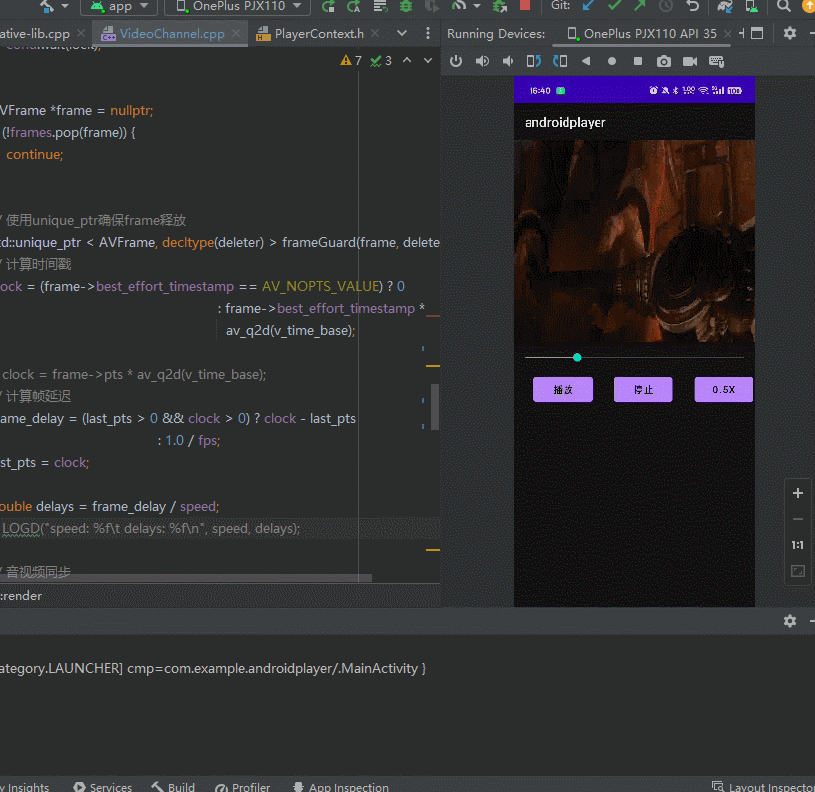 app
OnePlus PJX110
Git:
ative-lib.cpp
VideoChannel.cpp
PlayerContext.h
Running Devices:
OnePlus PJX110 API 35
7
3
VFrame *frame = nullptr;
(!frames.pop(frame)) {
continue;
使用unique_ptr确保frame释放
td::unique_ptr < AVFrame, decltype(deleter) > frameGuard(frame, delete
计算时间戳
lock = (frame->best_effort_timestamp == AV_NOPTS_VALUE) ? 0
: frame->best_effort_timestamp *
av_q2d(v_time_base);
clock = frame->pts * av_q2d(v_time_base);
计算帧延迟
ame_delay = (last_pts > 0 && clock > 0) ? clock - last_pts
: 1.0 / fps;
st_pts = clock;
ouble delays = frame_delay / speed;
LOGD("speed: %f\t delays: %f\n", speed, delays);
音视频同步
:render
16:40
androidplayer
播放
停止
0.5X
1:1
ategory.LAUNCHER] cmp=com.example.androidplayer/.MainActivity }
y Insights
Services
Build
Profiler
App Inspection
Layout Inspector